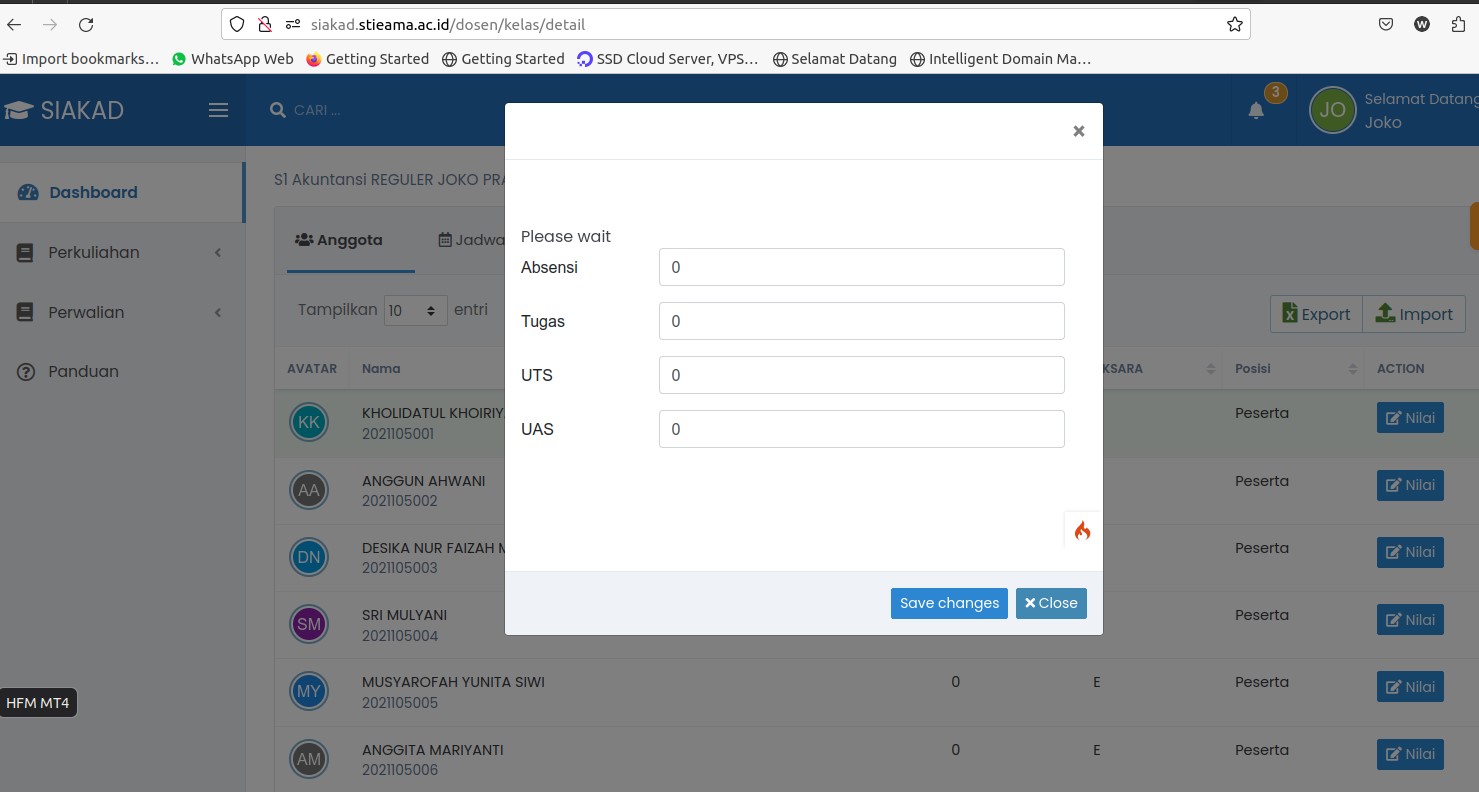 siakad.stieama.ac.id/dosen/kelas/detail
Import bookmarks... WhatsApp Web Getting Started Getting Started SSD Cloud Server, VPS... Selamat Datang Intelligent Domain Ma...
SIAKAD
CARI ...
3
JO
Selamat Datang
Joko
×
S1 Akuntansi REGULER JOKO PRA
Dashboard
Perkuliahan
Perwalian
Panduan
Anggota
Jadwa
Tampilkan 10 entri
Export
Import
AVATAR Nama KSARA Posisi ACTION
KK KHOLIDATUL KHOIRIY Peserta Nilai
2021105001
AA ANGGUN AHWANI Peserta Nilai
2021105002
DN DESIKA NUR FAIZAH M Peserta Nilai
2021105003
SM SRI MULYANI Peserta Nilai
2021105004
MY MUSYAROFAH YUNITA SIWI 0 E Peserta Nilai
2021105005
AM ANGGITA MARIYANTI 0 E Peserta Nilai
2021105006
Please wait
Absensi 0
Tugas 0
UTS 0
UAS 0
Save changes
Close
HFM MT4
W